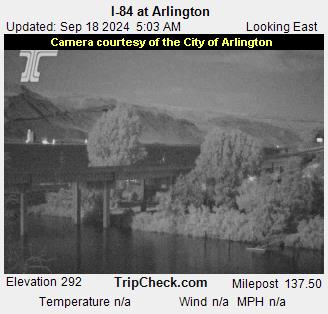 I-84 at Arlington
Updated: Sep 18 2024 5:03 AM Looking East
Camera courtesy of the City of Arlington
Elevation 292 TripCheck.com Milepost 137.50
Temperature n/a Wind n/a MPH n/a